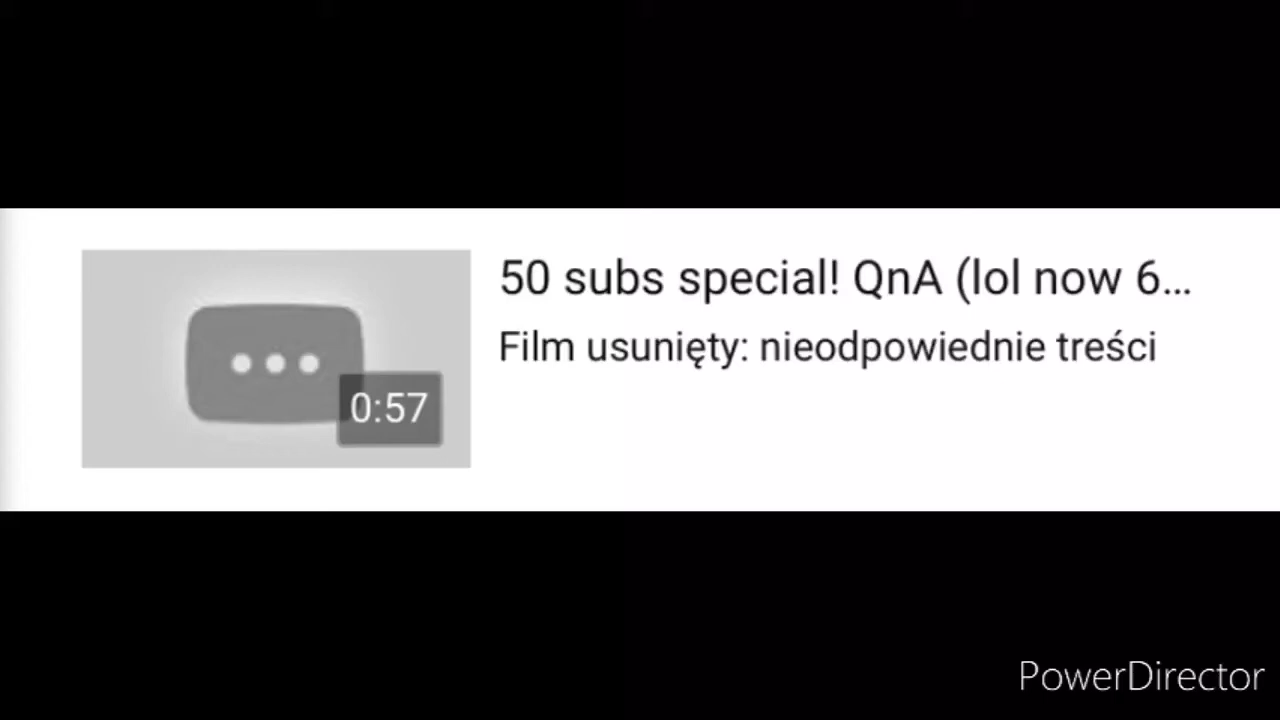 50 subs special! QnA (lol now 6...
Film usunięty: nieodpowiednie treści
0:57
PowerDirector